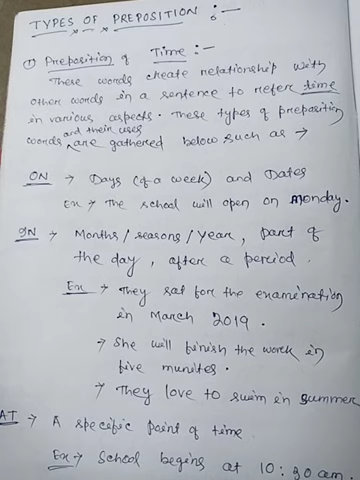 TYPES OF PREPOSITION :-
① Preposition of Time :-
These words create relationship with
other words in a sentence to refer time
in various aspects. These types of preposition
and their uses
words are gathered below such as →
ON → Days (of a week) and Dates
Ex → The school will open on Monday.
IN → Months/seasons/year, part of
the day, after a period.
Ex → They sat for the examination
in March 2019.
→ She will finish the work in
five munites.
→ They love to swim in summer
AT → A specific point of time.
Ex → School begins at 10:30 am.